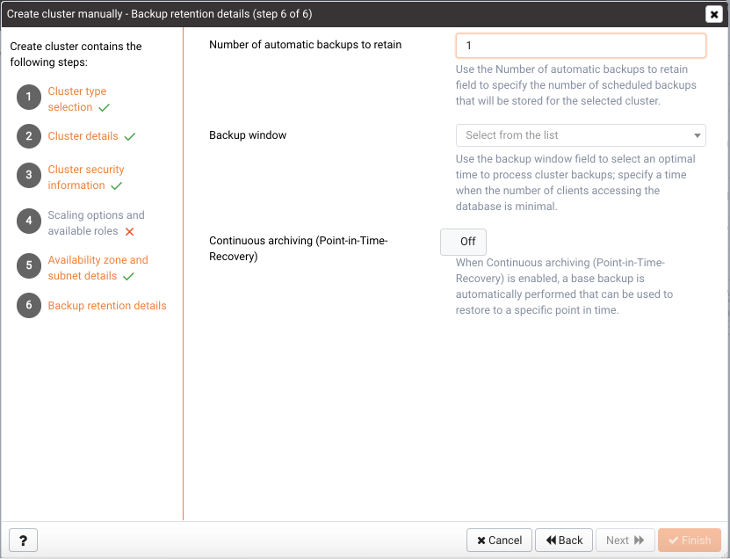 Create cluster manually - Backup retention details (step 6 of 6)
Create cluster contains the
following steps:
1
Cluster type
selection
2
Cluster details
3
Cluster security
information
4
Scaling options and
available roles
5
Availability zone and
subnet details
6
Backup retention details
Number of automatic backups to retain
1
Use the Number of automatic backups to retain
field to specify the number of scheduled backups
that will be stored for the selected cluster.
Backup window
Select from the list
Use the backup window field to select an optimal
time to process cluster backups; specify a time
when the number of clients accessing the
database is minimal.
Continuous archiving (Point-in-Time-
Recovery)
Off
When Continuous archiving (Point-in-Time-
Recovery) is enabled, a base backup is
automatically performed that can be used to
restore to a specific point in time.
?
Cancel
Back
Next
Finish